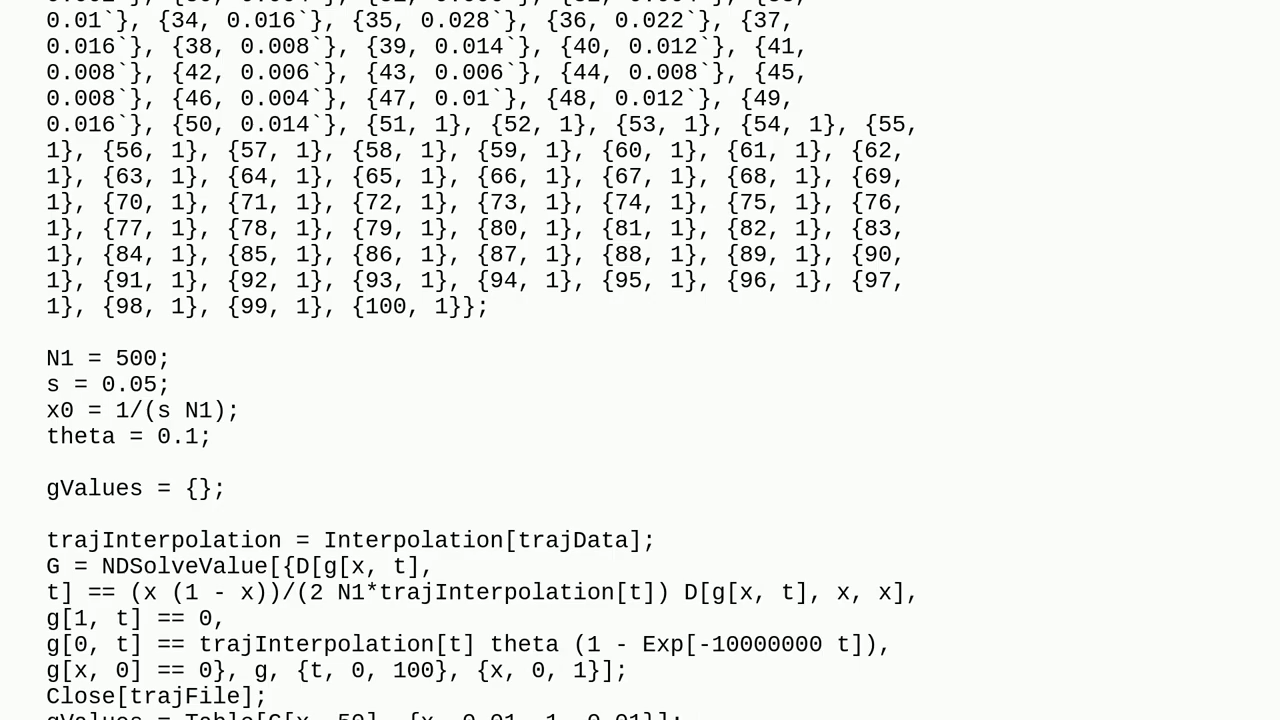 0.01`}, {34, 0.016`}, {35, 0.028`}, {36, 0.022`}, {37,
0.016`}, {38, 0.008`}, {39, 0.014`}, {40, 0.012`}, {41,
0.008`}, {42, 0.006`}, {43, 0.006`}, {44, 0.008`}, {45,
0.008`}, {46, 0.004`}, {47, 0.01`}, {48, 0.012`}, {49,
0.016`}, {50, 0.014`}, {51, 1}, {52, 1}, {53, 1}, {54, 1}, {55,
1}, {56, 1}, {57, 1}, {58, 1}, {59, 1}, {60, 1}, {61, 1}, {62,
1}, {63, 1}, {64, 1}, {65, 1}, {66, 1}, {67, 1}, {68, 1}, {69,
1}, {70, 1}, {71, 1}, {72, 1}, {73, 1}, {74, 1}, {75, 1}, {76,
1}, {77, 1}, {78, 1}, {79, 1}, {80, 1}, {81, 1}, {82, 1}, {83,
1}, {84, 1}, {85, 1}, {86, 1}, {87, 1}, {88, 1}, {89, 1}, {90,
1}, {91, 1}, {92, 1}, {93, 1}, {94, 1}, {95, 1}, {96, 1}, {97,
1}, {98, 1}, {99, 1}, {100, 1}};
N1 = 500;
s = 0.05;
x0 = 1/(s N1);
theta = 0.1;
gValues = {};
trajInterpolation = Interpolation[trajData];
G = NDSolveValue[{D[g[x, t],
t] == (x (1 - x))/(2 N1*trajInterpolation[t]) D[g[x, t], x, x],
g[1, t] == 0,
g[0, t] == trajInterpolation[t] theta (1 - Exp[-10000000 t]),
g[x, 0] == 0}, g, {t, 0, 100}, {x, 0, 1}];
Close[trajFile];
gValues = Table[G[x, 50], {x, 0.01, 1, 0.01}];